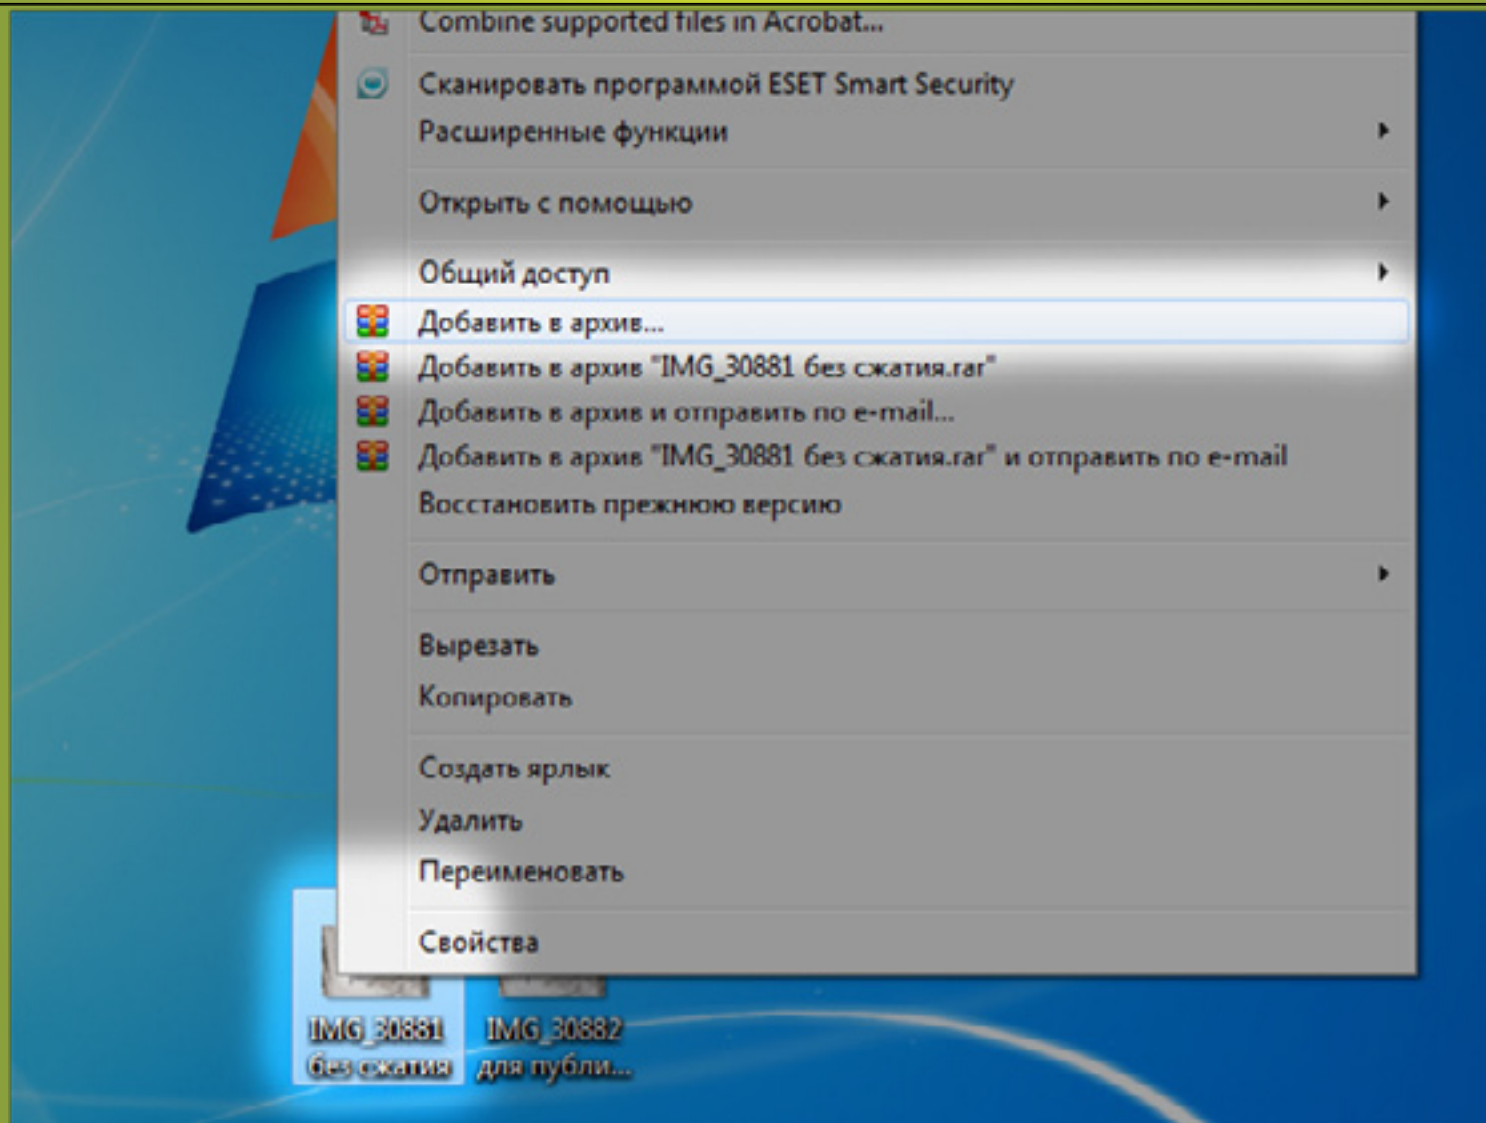 Combine supported files in Acrobat...
Сканировать программой ESET Smart Security
Расширенные функции
Открыть с помощью
Общий доступ
Добавить в архив...
Добавить в архив "IMG_30881 без сжатия.rar"
Добавить в архив и отправить по e-mail...
Добавить в архив "IMG_30881 без сжатия.rar" и отправить по e-mail
Восстановить прежнюю версию
Отправить
Вырезать
Копировать
Создать ярлык
Удалить
Переименовать
Свойства
IMG_30881 IMG_30882
без сжатия для публи...